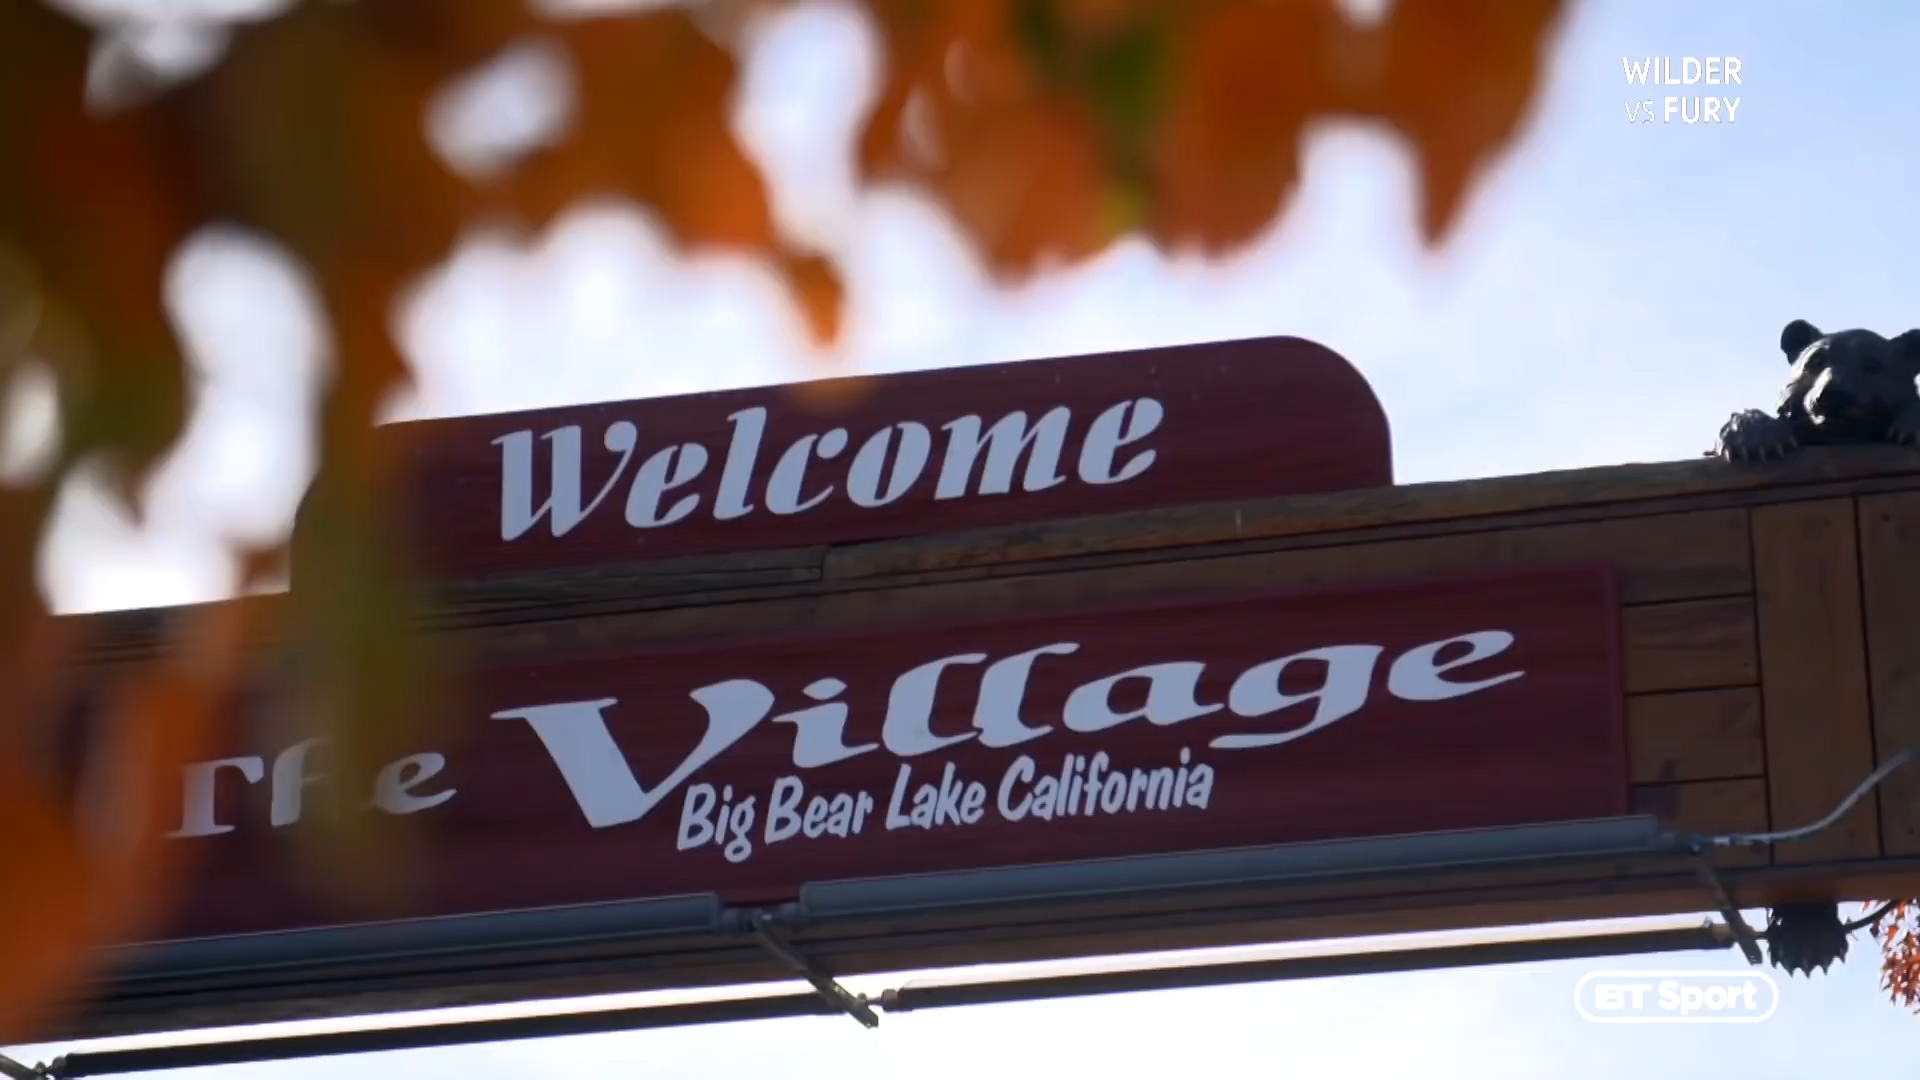 WILDER
VS FURY
Welcome
The Village
Big Bear Lake California
BT Sport